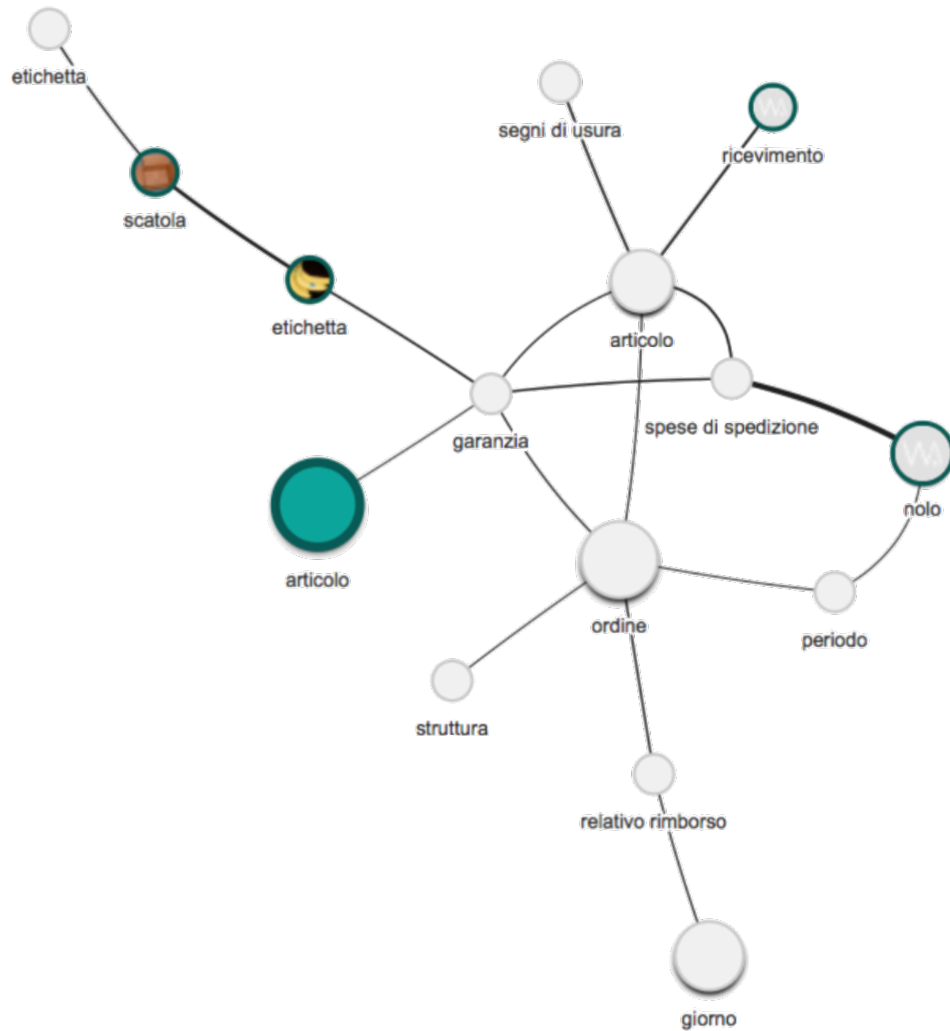 etichetta
segni di usura
ricevimento
scatola
etichetta
articolo
spese di spedizione
garanzia
nolo
articolo
ordine
periodo
struttura
relativo rimborso
giorno